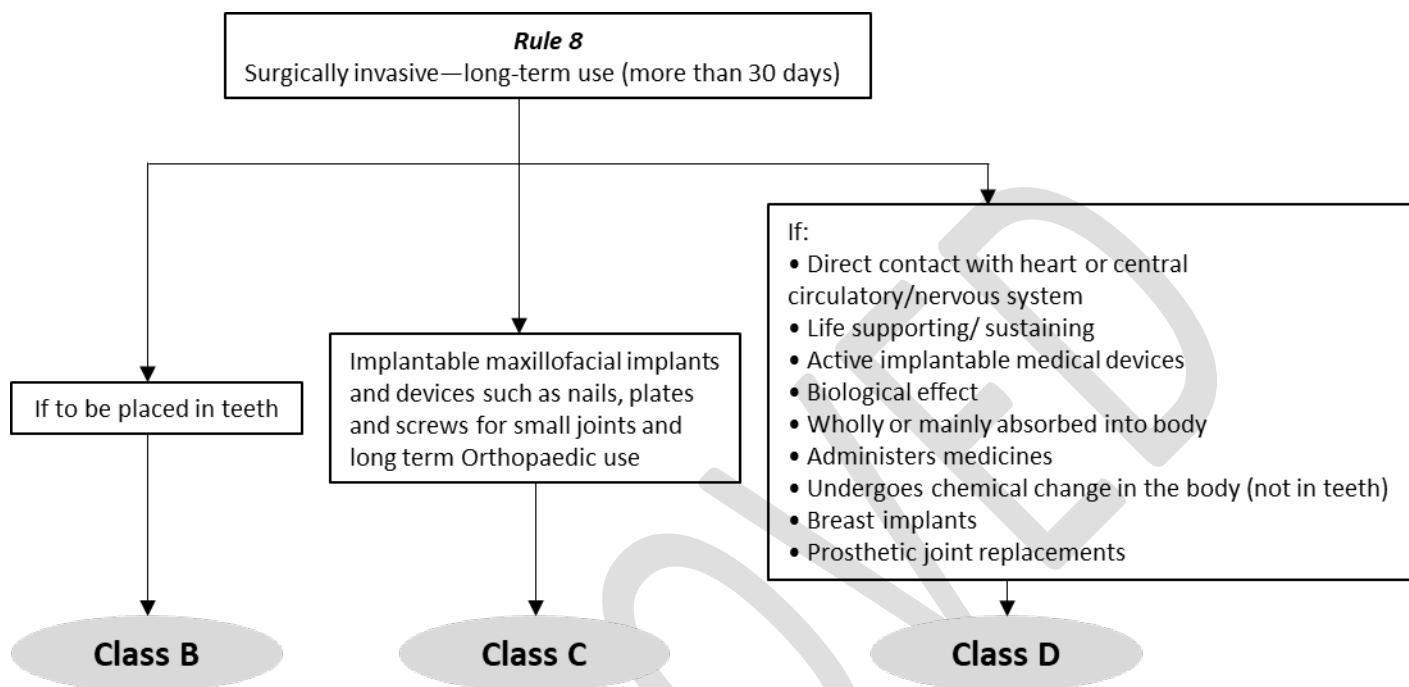 Rule 8
Surgically invasive—long-term use (more than 30 days)
If to be placed in teeth
Implantable maxillofacial implants
and devices such as nails, plates
and screws for small joints and
long term Orthopaedic use
If:
• Direct contact with heart or central
circulatory/nervous system
• Life supporting/ sustaining
• Active implantable medical devices
• Biological effect
• Wholly or mainly absorbed into body
• Administers medicines
• Undergoes chemical change in the body (not in teeth)
• Breast implants
• Prosthetic joint replacements
Class B
Class C
Class D
OVED